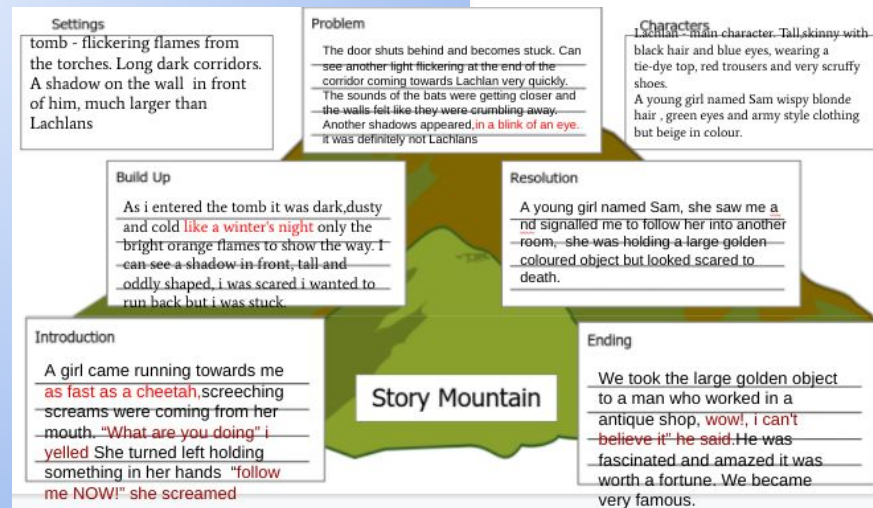 Settings
tomb - flickering flames from
the torches. Long dark corridors.
A shadow on the wall in front
of him, much larger than
Lachlans
Problem
The door shuts behind and becomes stuck. Can
see another light flickering at the end of the
corridor coming towards Lachlan very quickly.
The sounds of the bats were getting closer and
the walls felt like they were crumbling away.
Another shadows appeared,in a blink of an eye.
it was definitely not Lachlans
Characters
Lachlan - main character. Tall,skinny with
black hair and blue eyes, wearing a
tie-dye top, red trousers and very scruffy
shoes.
A young girl named Sam wispy blonde
hair , green eyes and army style clothing
but beige in colour.
Build Up
As i entered the tomb it was dark,dusty
and cold like a winter's night only the
bright orange flames to show the way. I
can see a shadow in front, tall and
oddly shaped, i was scared i wanted to
run back but i was stuck.
Resolution
A young girl named Sam, she saw me a
nd signalled me to follow her into another
room, she was holding a large golden
coloured object but looked scared to
death.
Introduction
A girl came running towards me
as fast as a cheetah,screeching
screams were coming from her
mouth. “What are you doing” i
yelled She turned left holding
something in her hands “follow
me NOW!” she screamed
Story Mountain
Ending
We took the large golden object
to a man who worked in a
antique shop, wow!, i can't
believe it” he said.He was
fascinated and amazed it was
worth a fortune. We became
very famous.